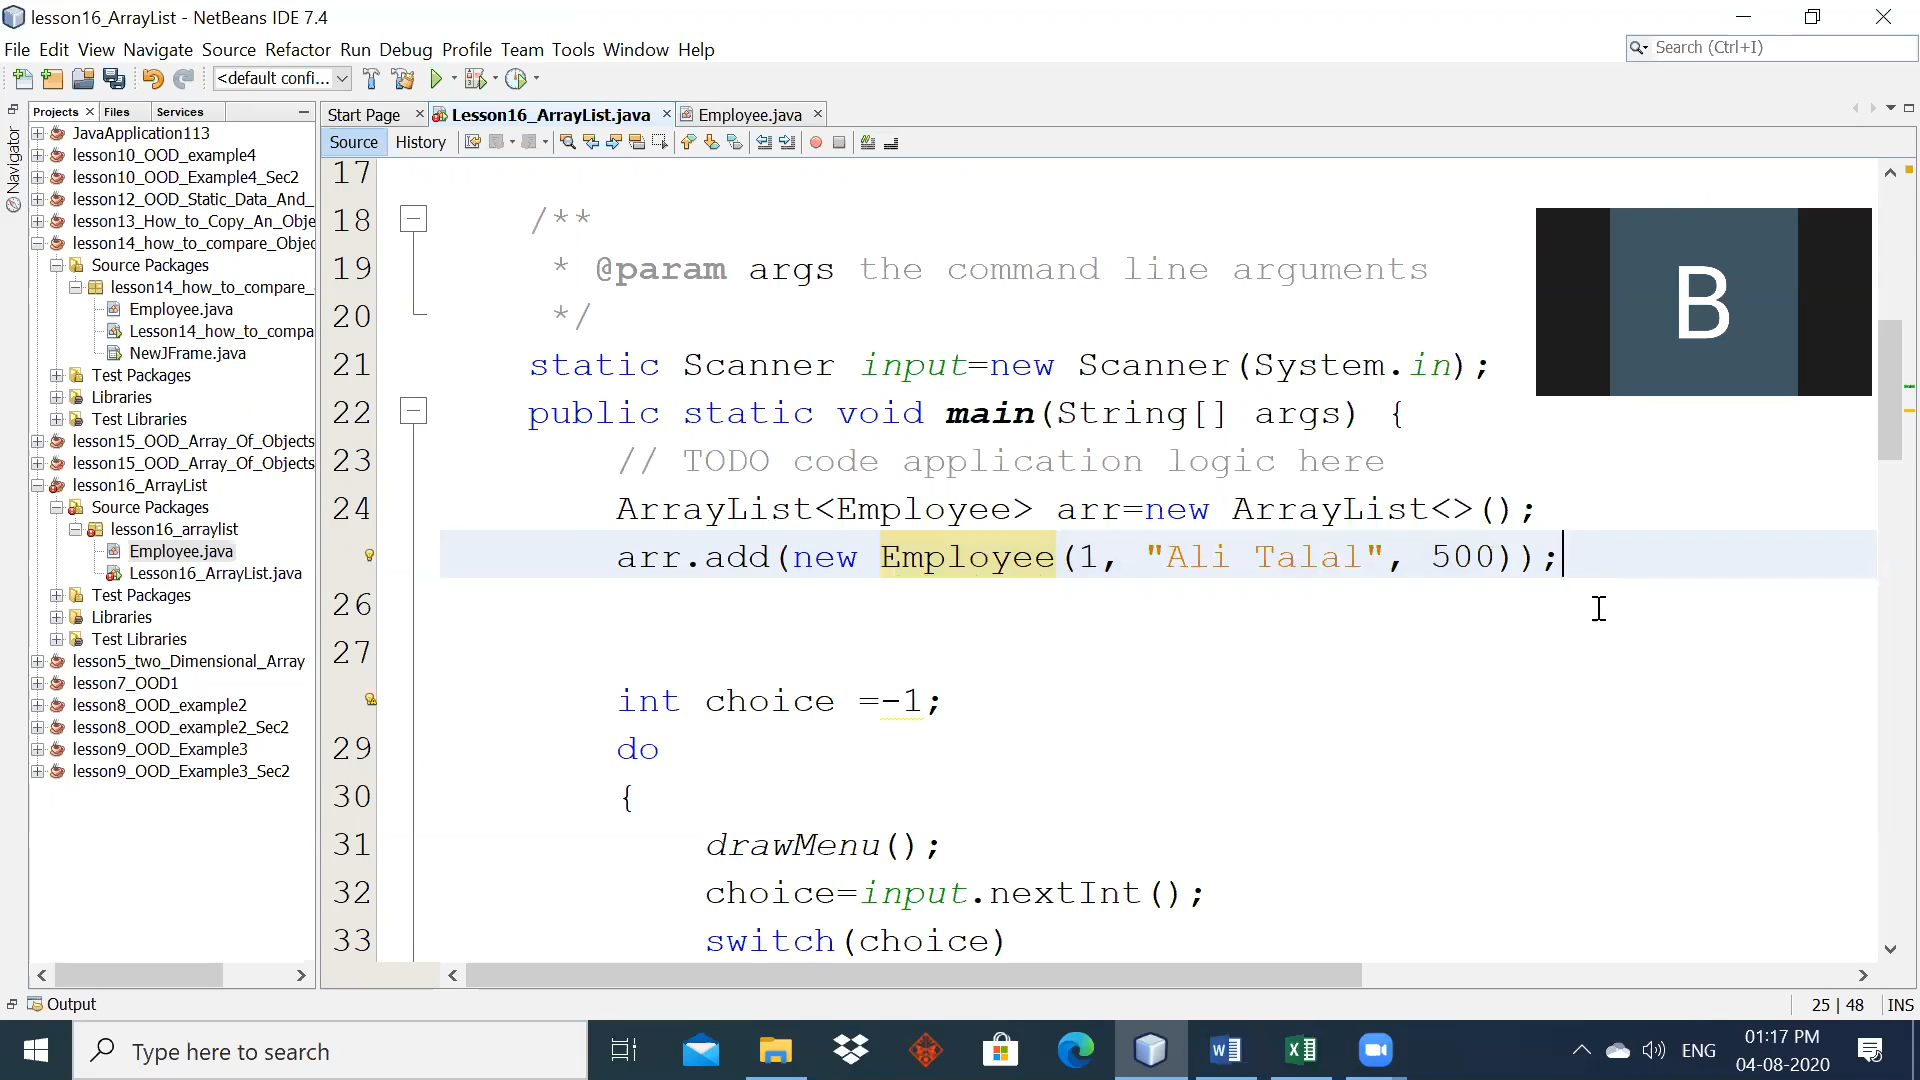 lesson16_ArrayList - NetBeans IDE 7.4
File Edit View Navigate Source Refactor Run Debug Profile Team Tools Window Help
Search (Ctrl+I)
<default confi...
Projects Files Services
Start Page Lesson16_ArrayList.java Employee.java
Source History
Navigator
JavaApplication113
lesson10_OOD_example4
lesson10_OOD_Example4_Sec2
lesson12_OOD_Static_Data_And_
lesson13_How_to_Copy_An_Obje
lesson14_how_to_compare_Objec
Source Packages
lesson14_how_to_compare_
Employee.java
Lesson14_how_to_compa
NewJFrame.java
Test Packages
Libraries
Test Libraries
lesson15_OOD_Array_Of_Objects
lesson15_OOD_Array_Of_Objects
lesson16_ArrayList
Source Packages
lesson16_arraylist
Employee.java
Lesson16_ArrayList.java
Test Packages
Libraries
Test Libraries
lesson5_two_Dimensional_Array
lesson7_OOD1
lesson8_OOD_example2
lesson8_OOD_example2_Sec2
lesson9_OOD_Example3
lesson9_OOD_Example3_Sec2
17
18 /**
19 * @param args the command line arguments
20 */
21 static Scanner input=new Scanner(System.in);
22 public static void main(String[] args) {
23 // TODO code application logic here
24 ArrayList<Employee> arr=new ArrayList<>();
arr.add(new Employee(1, "Ali Talal", 500));
26
27
int choice =-1;
29 do
30 {
31 drawMenu();
32 choice=input.nextInt();
33 switch(choice)
B
Output
25 | 48 INS
Type here to search
ENG
01:17 PM
04-08-2020